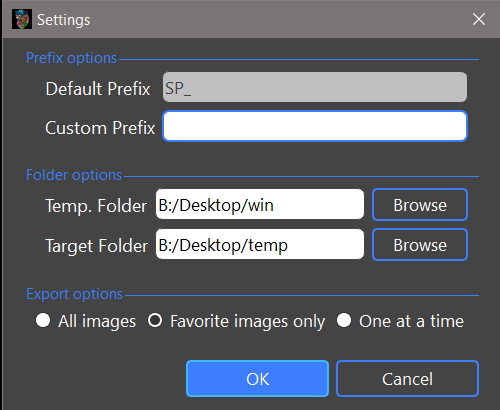 Settings
Prefix options
Default Prefix SP_
Custom Prefix
Folder options
Temp. Folder B:/Desktop/win Browse
Target Folder B:/Desktop/temp Browse
Export options
All images Favorite images only One at a time
OK Cancel